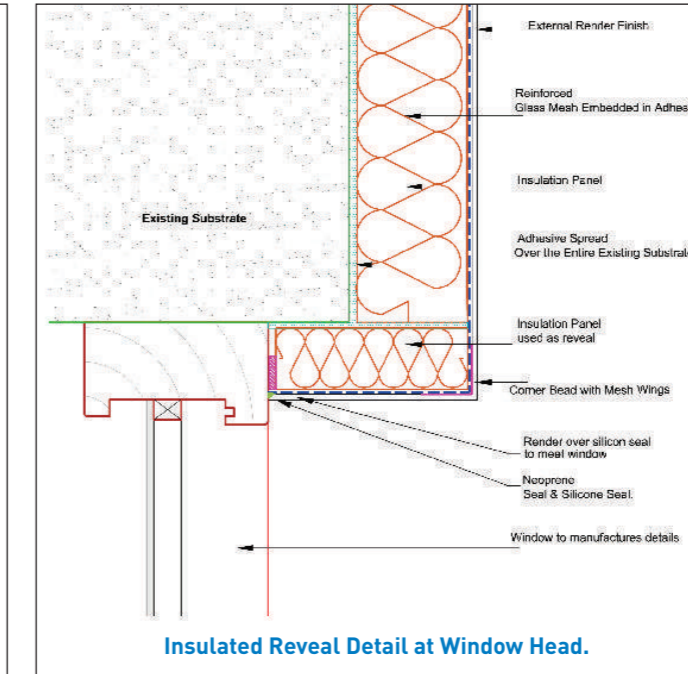 External Render Finish
Reinforced
Glass Mesh Embedded in Adhes
Insulation Panel
Existing Substrate
Adhesive Spread
Over the Entire Existing Substrate
Insulation Panel
used as reveal
Corner Bead with Mesh Wings
Render over silicon seal
to meet window
Neoprene
Seal & Silicone Seal.
Window to manufactures details
Insulated Reveal Detail at Window Head.